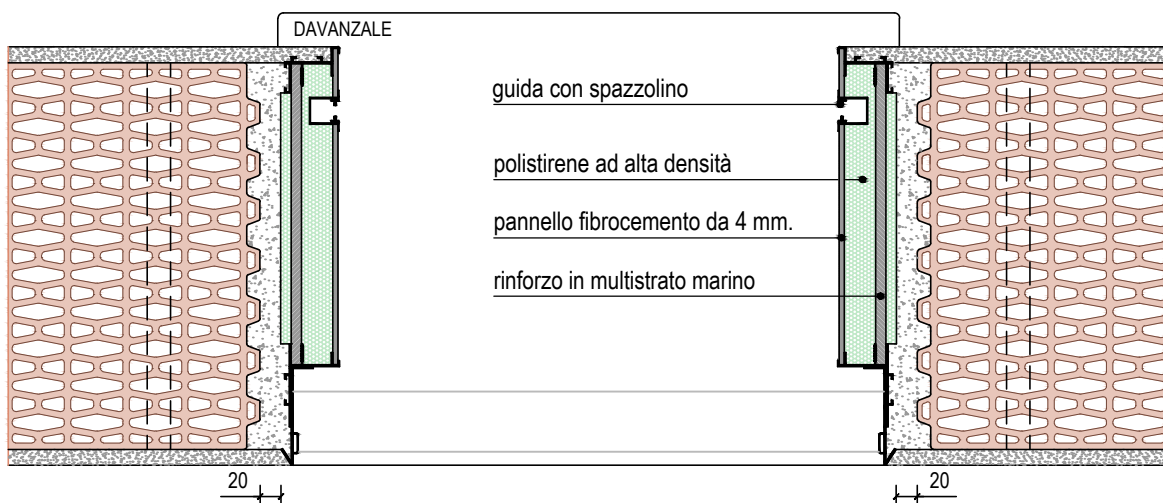 DAVANZALE
guida con spazzolino
polistirene ad alta densità
pannello fibrocemento da 4 mm.
rinforzo in multistrato marino
20
20